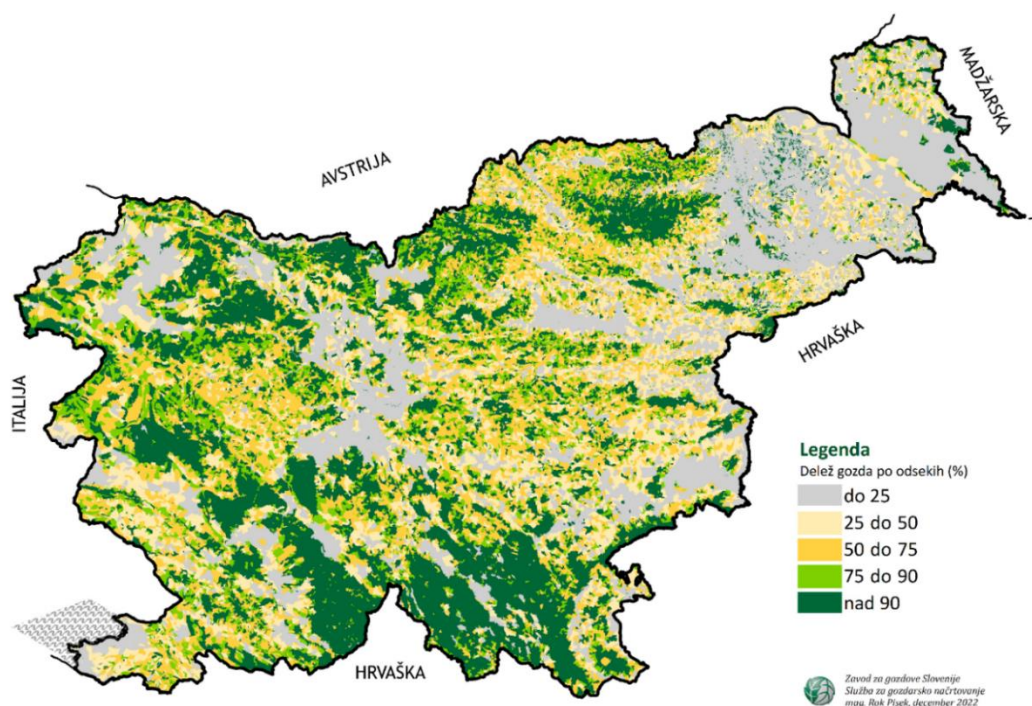 MADŽARSKA
AVSTRIJA
HRVAŠKA
ITALIJA
HRVAŠKA
Legenda
Delež gozda po odsekih (%)
do 25
25 do 50
50 do 75
75 do 90
nad 90
Zavod za gozdove Slovenije
Služba za gozdarsko načrtovanje
mag. Rok Pisek, december 2022